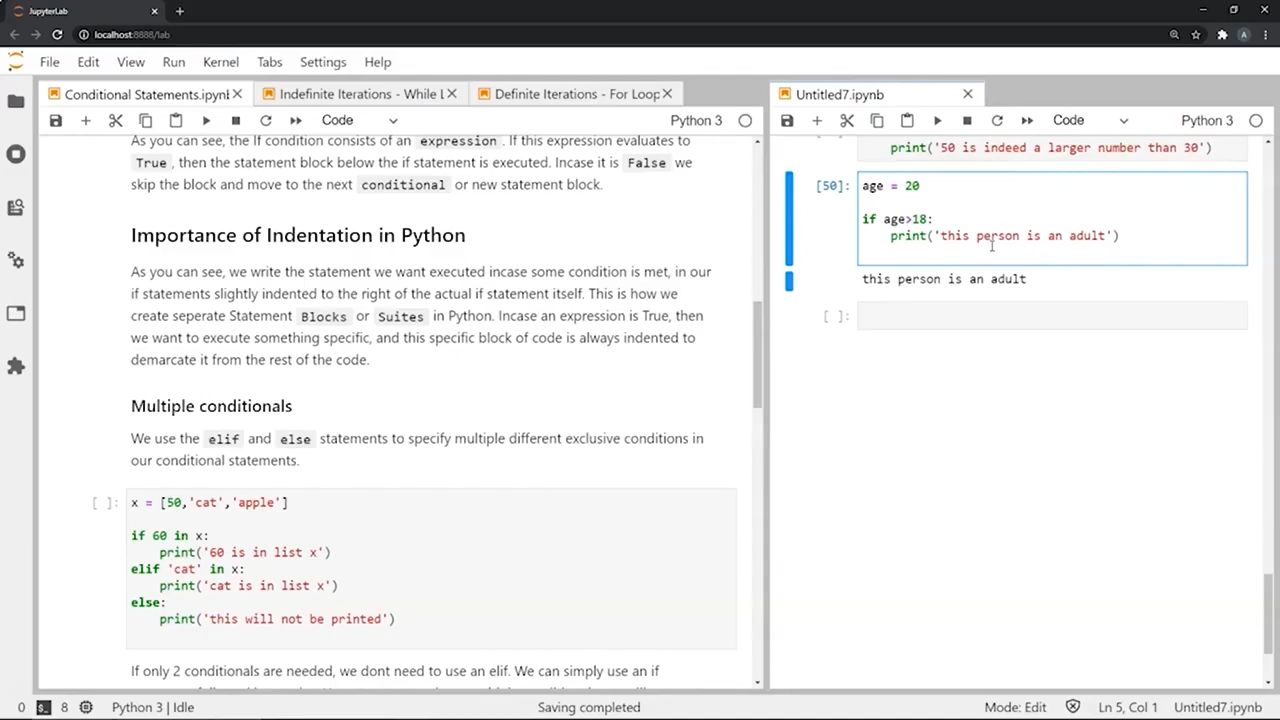 JupyterLab
localhost:8888/lab
A
File Edit View Run Kernel Tabs Settings Help
Conditional Statements.ipynb
Indefinite Iterations - While L
Definite Iterations - For Loop
Untitled7.ipynb
Code
Python 3
Code
Python 3
As you can see, the If condition consists of an expression. If this expression evaluates to
True, then the statement block below the if statement is executed. Incase it is False we
skip the block and move to the next conditional or new statement block.
Importance of Indentation in Python
As you can see, we write the statement we want executed incase some condition is met, in our
if statements slightly indented to the right of the actual if statement itself. This is how we
create seperate Statement Blocks or Suites in Python. Incase an expression is True, then
we want to execute something specific, and this specific block of code is always indented to
demarcate it from the rest of the code.
Multiple conditionals
We use the elif and else statements to specify multiple different exclusive conditions in
our conditional statements.
[ ]: x = [50,'cat','apple']
if 60 in x:
print('60 is in list x')
elif 'cat' in x:
print('cat is in list x')
else:
print('this will not be printed')
If only 2 conditionals are needed, we dont need to use an elif. We can simply use an if
print('50 is indeed a larger number than 30')
[50]: age = 20
if age>18:
print('this person is an adult')
this person is an adult
[ ]:
0 8 Python 3 | Idle Saving completed Mode: Edit Ln 5, Col 1 Untitled7.ipynb